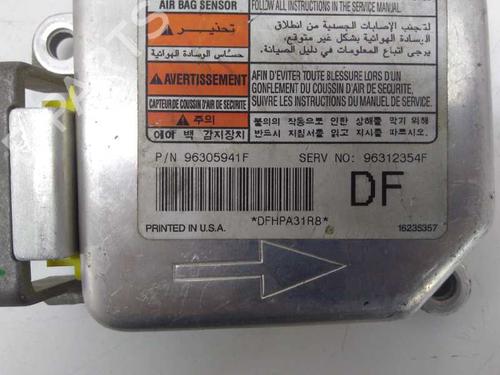 AIR BAG SENSOR
FOLLOW ALL INSTRUCTIONS IN THE SERVICE MANUAL.
تحذير
حساس الوسادة الهوائية
لتجنب الإصابات الجسمية من انطلاق
الوسادة الهوائية بشكل غير متوقع،
يرجى اتباع المعلومات في دليل الصيانة.
AVERTISSEMENT
CAPTEUR DE COUSSIN D'AIR DE SECURITE
AFIN D'EVITER TOUTE BLESSURE LORS D'UN
GONFLEMENT DU COUSSIN D'AIR DE SECURITE,
SUIVRE LES INSTRUCTIONS DU MANUEL DE SERVICE.
주의
에어 백 감지장치
불의의 작동으로 인한 상해를 막기 위해
반드시 지침서를 읽고 따르시오
P/N 96305941F
SERV NO: 96312354F
DF
*DFHPA31R8*
PRINTED IN U.S.A.
16235357